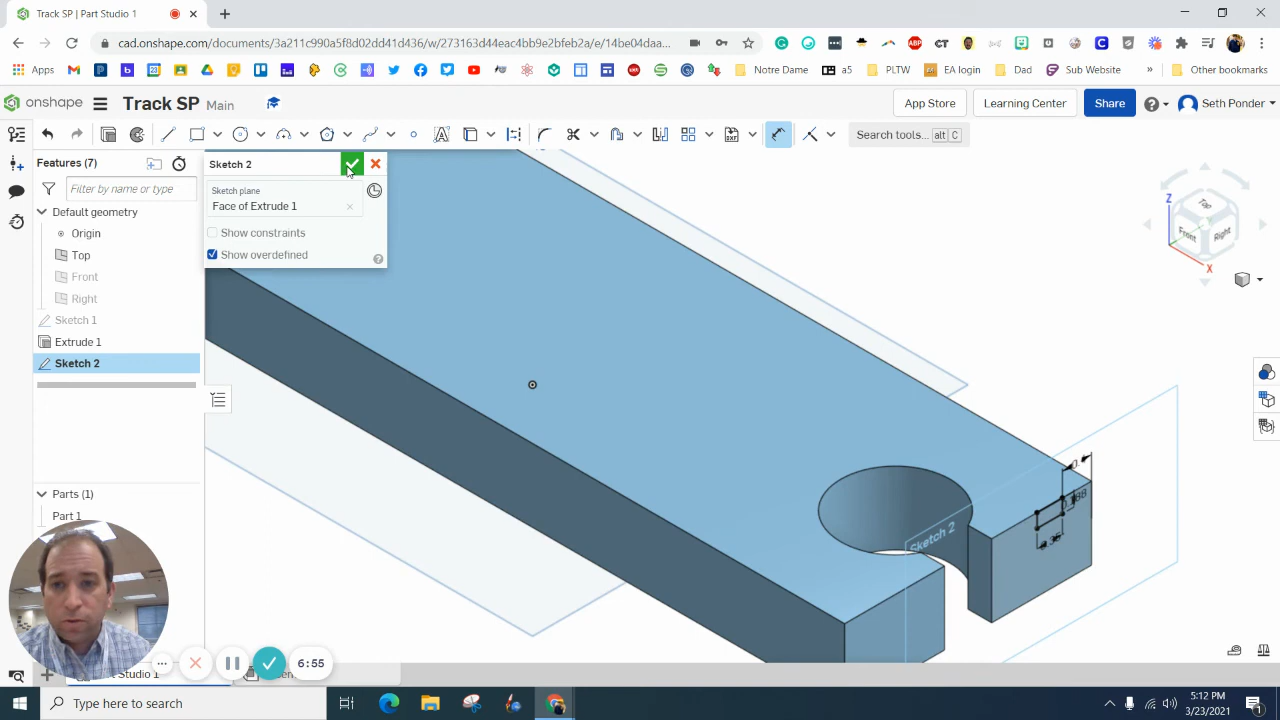 Track SP | Part Studio 1
cad.onshape.com/documents/3a211c990a5f8d02dd41d436/w/273163d44eac4bb9e2bfeb2a/e/14be04daa...
ABP
Apps
Notre Dame
a5
PLTW
EA login
Dad
Sub Website
Other bookmarks
onshape
Track SP Main
App Store
Learning Center
Share
Seth Ponder
Search tools... alt C
Features (7)
Filter by name or type
Default geometry
Origin
Top
Front
Right
Sketch 1
Extrude 1
Sketch 2
Sketch 2
Sketch plane
Face of Extrude 1
Show constraints
Show overdefined
Z
Top
Front
Right
X
Sketch 2
Parts (1)
Part 1
6:55
Type here to search
5:12 PM
3/23/2021